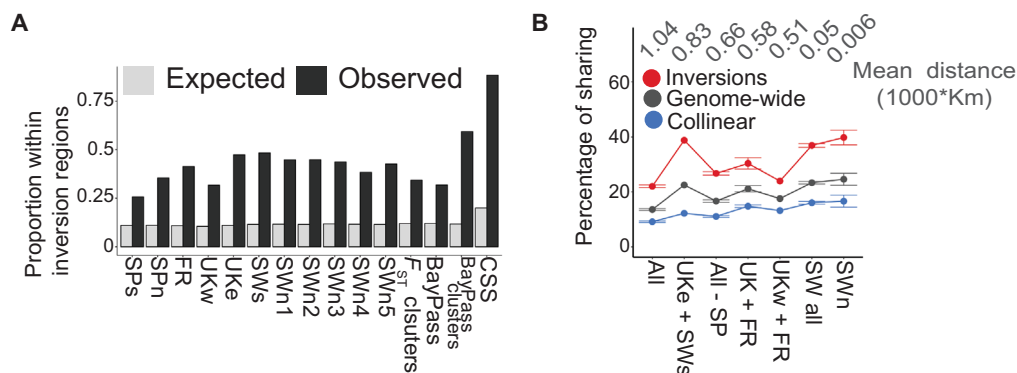 A
Expected Observed
Proportion within
inversion regions
0.75
0.5
0.25
0
SPs
SPn
FR
UKw
UKe
SWs
SWn1
SWn2
SWn3
SWn4
SWn5
FST clsuters
BayPass
BayPass
clusters
CSS
B
1.04
0.83
0.66
0.58
0.51
0.05
0.006
Mean distance
(1000*Km)
Inversions
Genome-wide
Collinear
Percentage of sharing
60
40
20
0
All
UKe + SWs
All - SP
UK + FR
UKw + FR
SW all
SWn